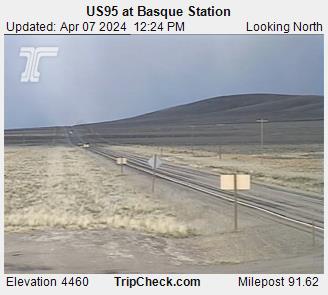 US95 at Basque Station
Updated: Apr 07 2024 12:24 PM Looking North
Elevation 4460 TripCheck.com Milepost 91.62